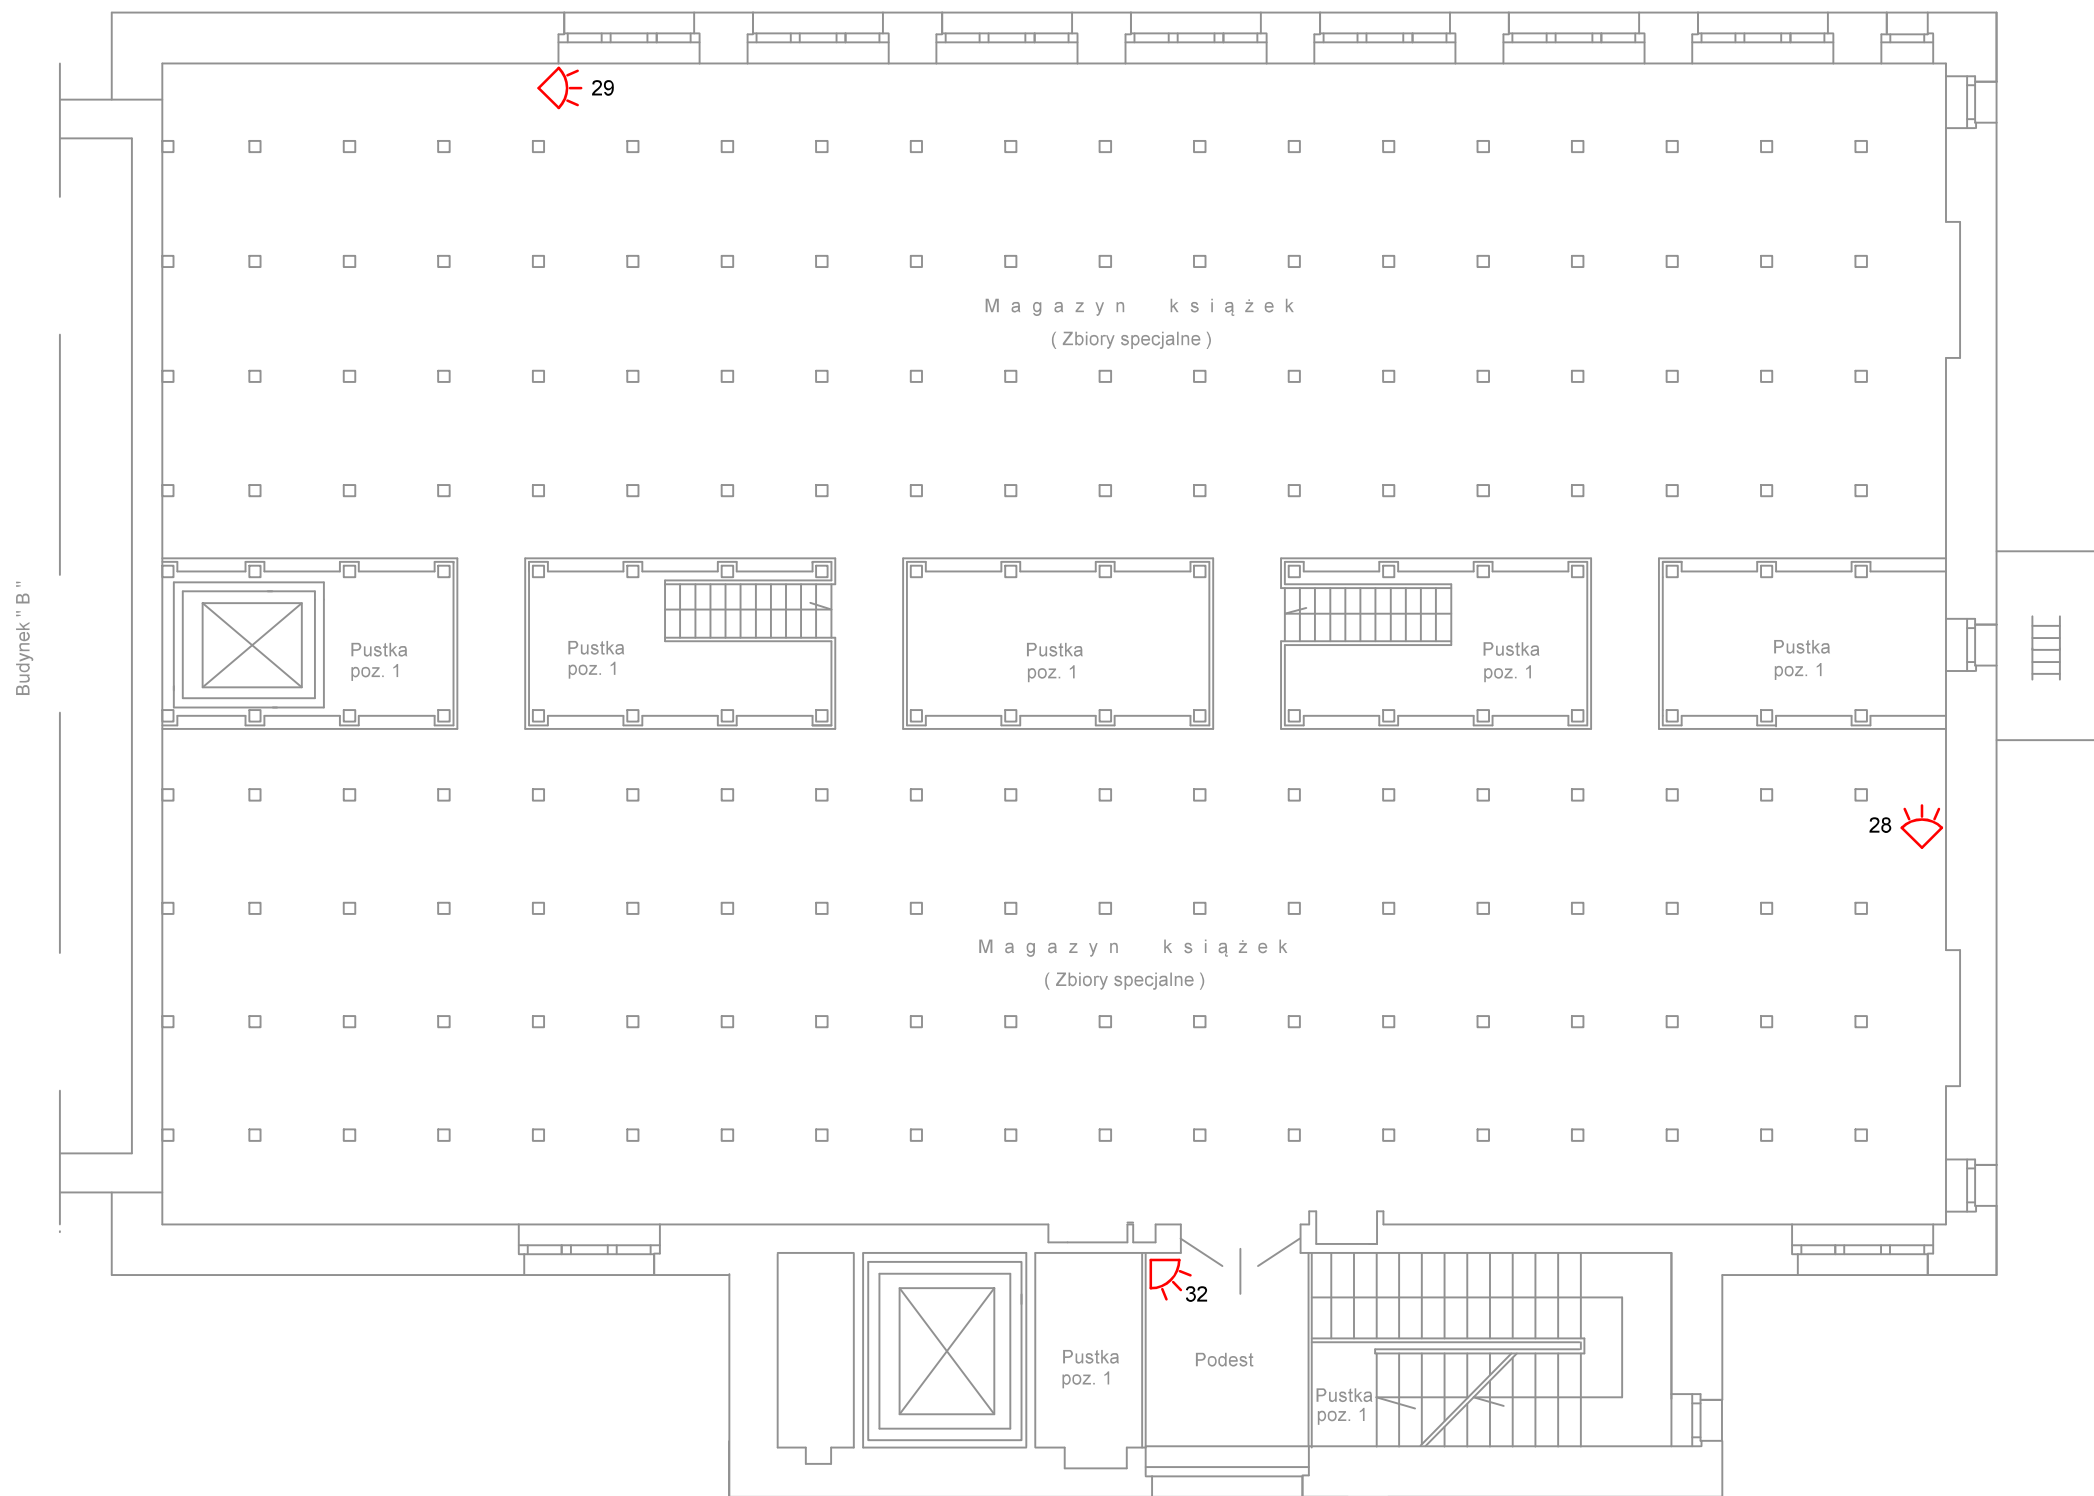 29
Magazyn książek
( Zbiory specjalne )
Budynek " B "
Pustka
poz. 1
Pustka
poz. 1
Pustka
poz. 1
Pustka
poz. 1
Pustka
poz. 1
28
Magazyn książek
( Zbiory specjalne )
32
Pustka
poz. 1
Podest
Pustka
poz. 1